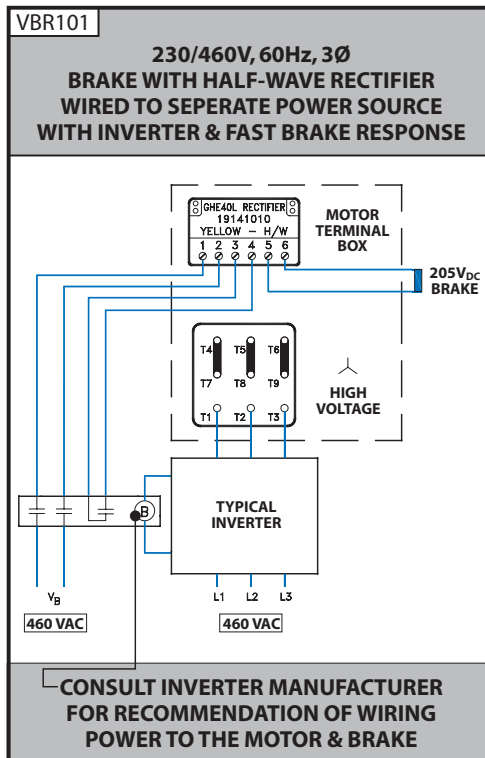 VBR101
230/460V, 60Hz, 3Ø
BRAKE WITH HALF-WAVE RECTIFIER
WIRED TO SEPERATE POWER SOURCE
WITH INVERTER & FAST BRAKE RESPONSE
GHE40L RECTIFIER
19141010
YELLOW - H/W
1 2 3 4 5 6
MOTOR
TERMINAL
BOX
205VDC
BRAKE
T4 T5 T6
T7 T8 T9
HIGH
VOLTAGE
T1 T2 T3
TYPICAL
INVERTER
B
VB
L1 L2 L3
460 VAC
460 VAC
CONSULT INVERTER MANUFACTURER
FOR RECOMMENDATION OF WIRING
POWER TO THE MOTOR & BRAKE